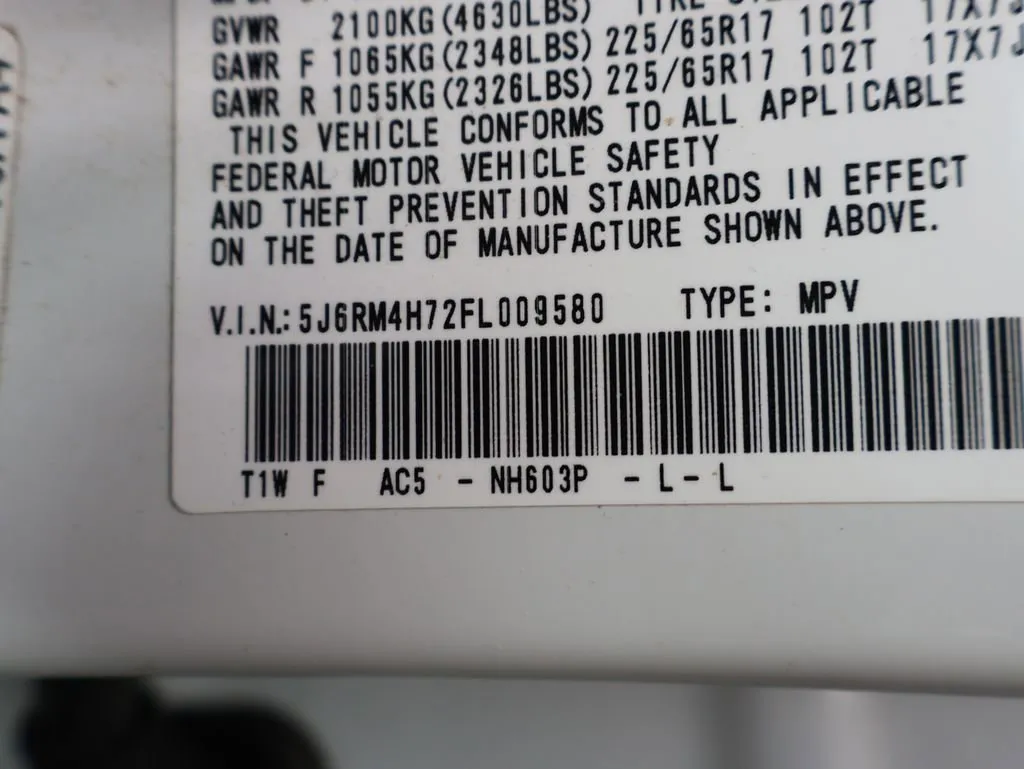 GVWR 2100KG(4630LBS)
GAWR F 1065KG(2348LBS) 225/65R17 102T 17X7J
GAWR R 1055KG(2326LBS) 225/65R17 102T 17X7J
THIS VEHICLE CONFORMS TO ALL APPLICABLE
FEDERAL MOTOR VEHICLE SAFETY
AND THEFT PREVENTION STANDARDS IN EFFECT
ON THE DATE OF MANUFACTURE SHOWN ABOVE.
V.I.N.: 5J6RM4H72FL009580 TYPE: MPV
T1W F AC5 - NH603P - L - L